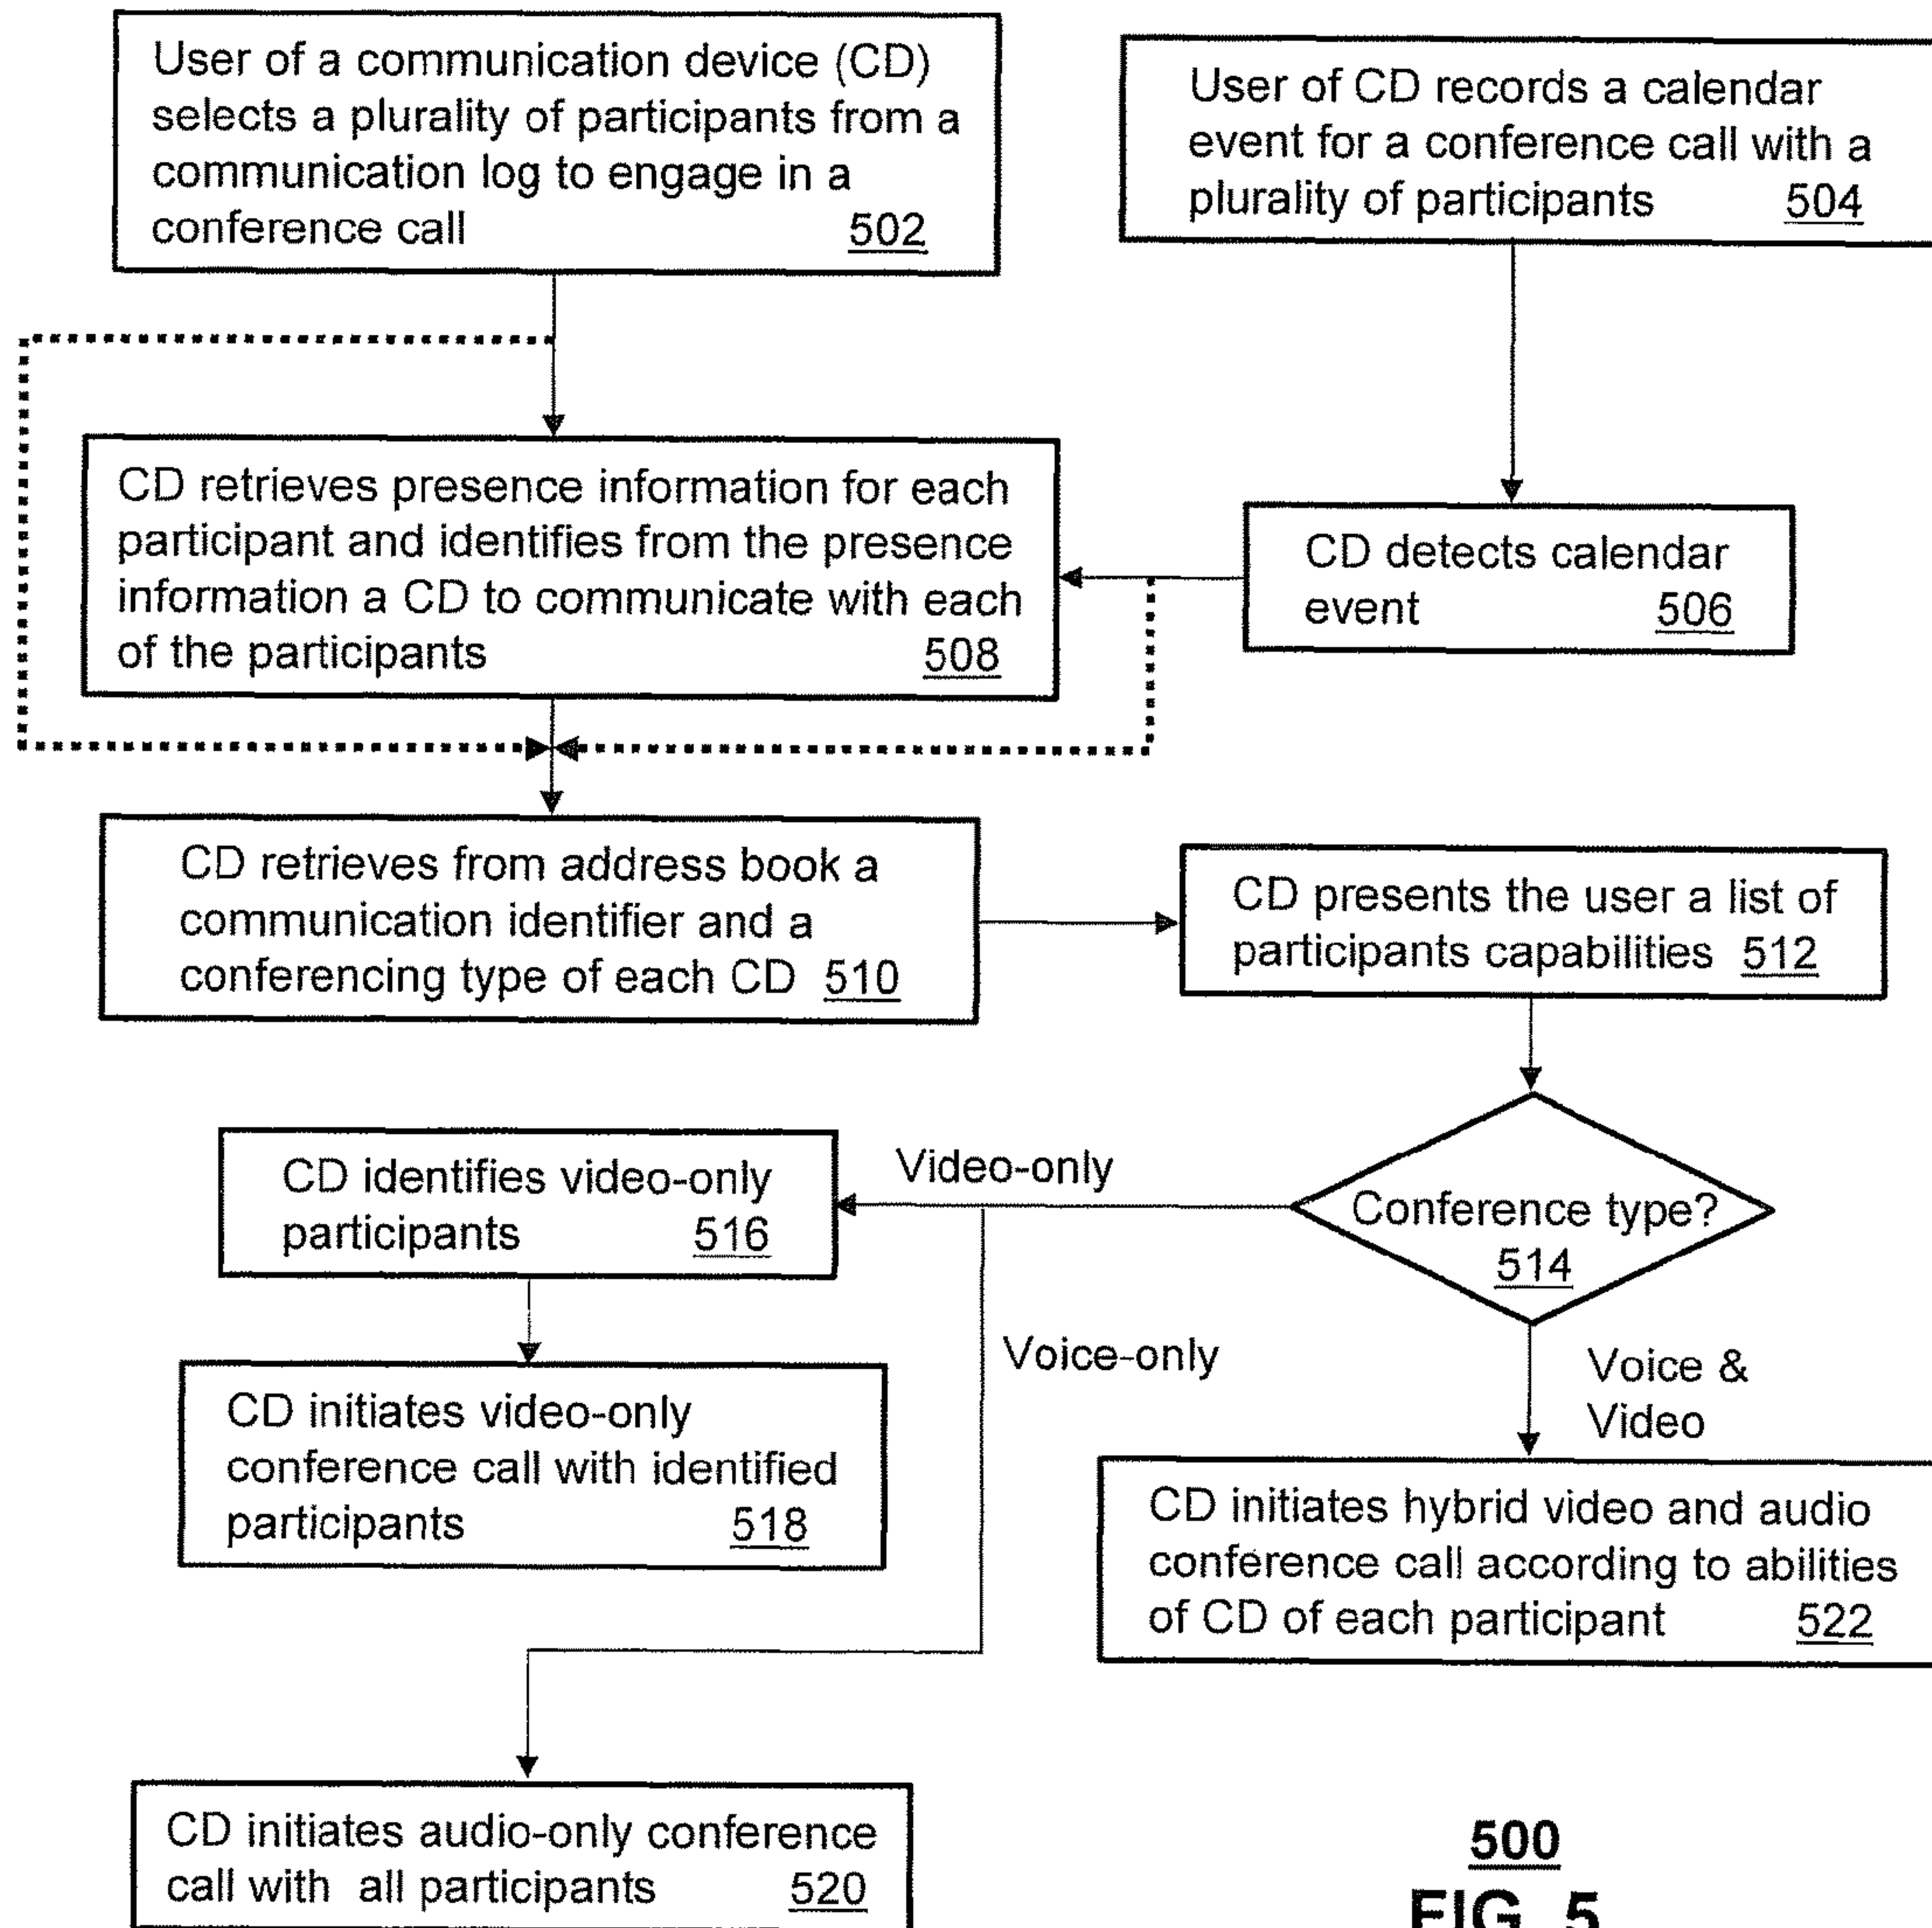 User of a communication device (CD)
selects a plurality of participants from a
communication log to engage in a
conference call 502
User of CD records a calendar
event for a conference call with a
plurality of participants 504
CD retrieves presence information for each
participant and identifies from the presence
information a CD to communicate with each
of the participants 508
CD detects calendar
event 506
CD retrieves from address book a
communication identifier and a
conferencing type of each CD 510
CD presents the user a list of
participants capabilities 512
Conference type?
514
Video-only
CD identifies video-only
participants 516
CD initiates video-only
conference call with identified
participants 518
Voice-only
Voice &
Video
CD initiates hybrid video and audio
conference call according to abilities
of CD of each participant 522
CD initiates audio-only conference
call with all participants 520
500
FIG. 5